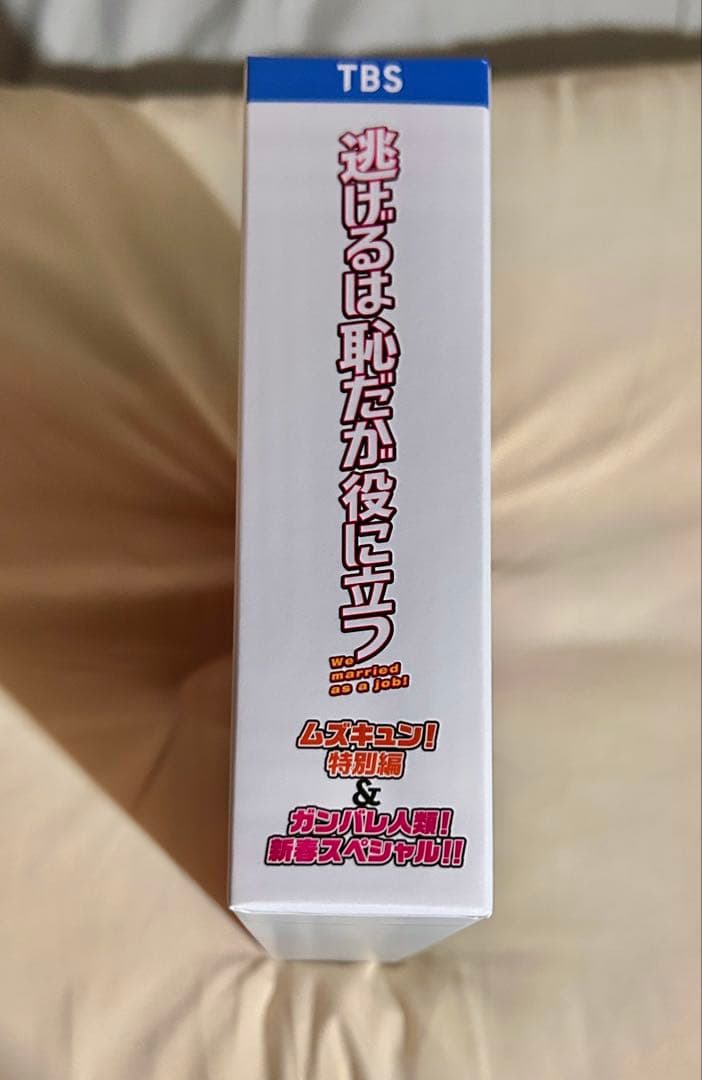 TBS
逃げるは恥だが役に立つ
We
married
as a job!
ムズキュン!
特別編
&
ガンバレ人類!
新春スペシャル!!